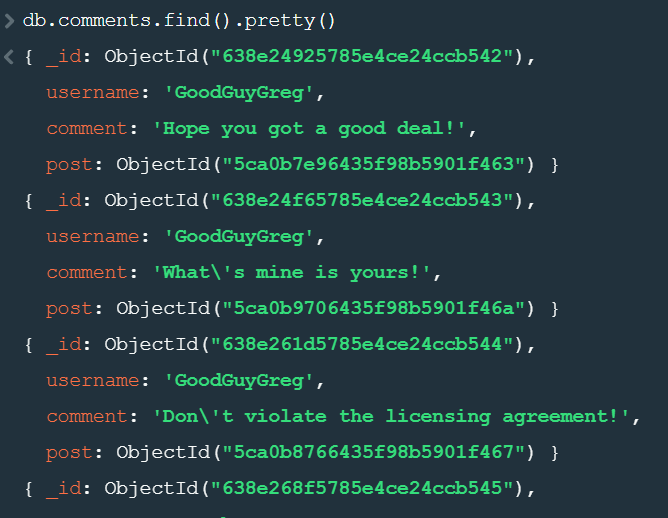 db.comments.find().pretty()
{ _id: ObjectId("638e24925785e4ce24ccb542"),
username: 'GoodGuyGreg',
comment: 'Hope you got a good deal!',
post: ObjectId("5ca0b7e96435f98b5901f463") }
{ _id: ObjectId("638e24f65785e4ce24ccb543"),
username: 'GoodGuyGreg',
comment: 'What\'s mine is yours!',
post: ObjectId("5ca0b9706435f98b5901f46a") }
{ _id: ObjectId("638e261d5785e4ce24ccb544"),
username: 'GoodGuyGreg',
comment: 'Don\'t violate the licensing agreement!',
post: ObjectId("5ca0b8766435f98b5901f467") }
{ _id: ObjectId("638e268f5785e4ce24ccb545"),